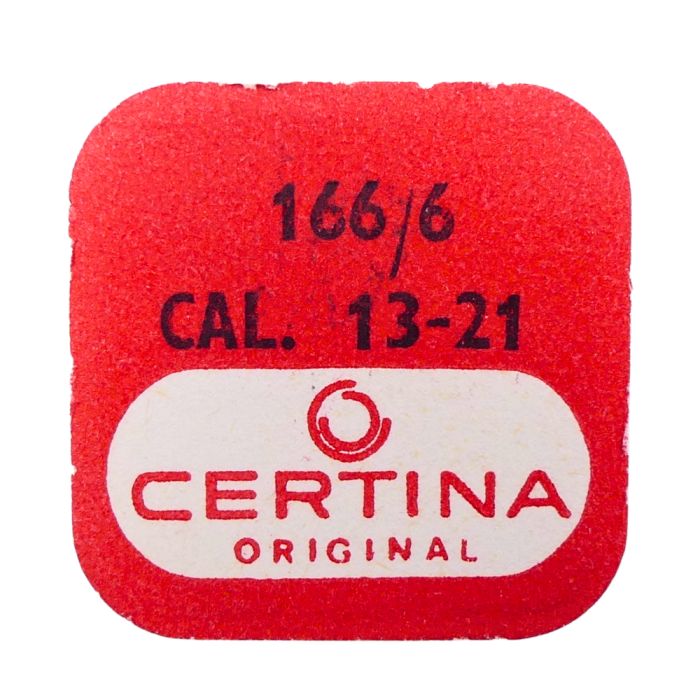 166/6
CAL. 13-21
CERTINA
ORIGINAL